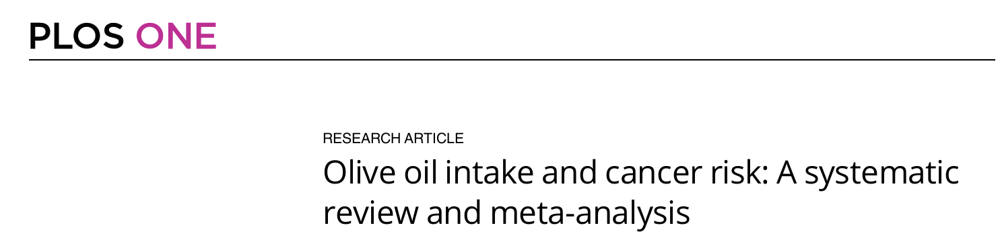 PLOS ONE
RESEARCH ARTICLE
Olive oil intake and cancer risk: A systematic
review and meta-analysis